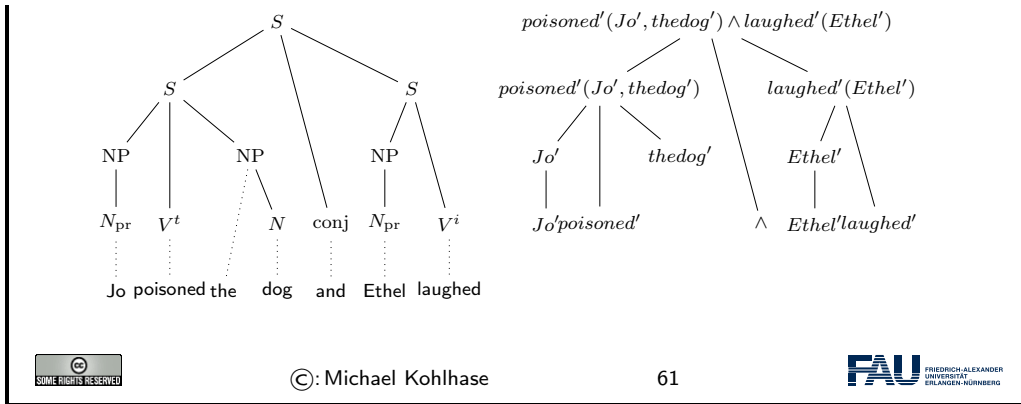 S poisoned′(Jo′, thedog′) ∧ laughed′(Ethel′)
S S poisoned′(Jo′, thedog′) laughed′(Ethel′)
NP NP NP Jo′ thedog′ Ethel′
N_pr V^t N conj N_pr V^i Jo′poisoned′ ∧ Ethel′laughed′
Jo poisoned the dog and Ethel laughed
cc
SOME RIGHTS RESERVED
©: Michael Kohlhase 61
FAU FRIEDRICH-ALEXANDER
UNIVERSITÄT
ERLANGEN-NÜRNBERG